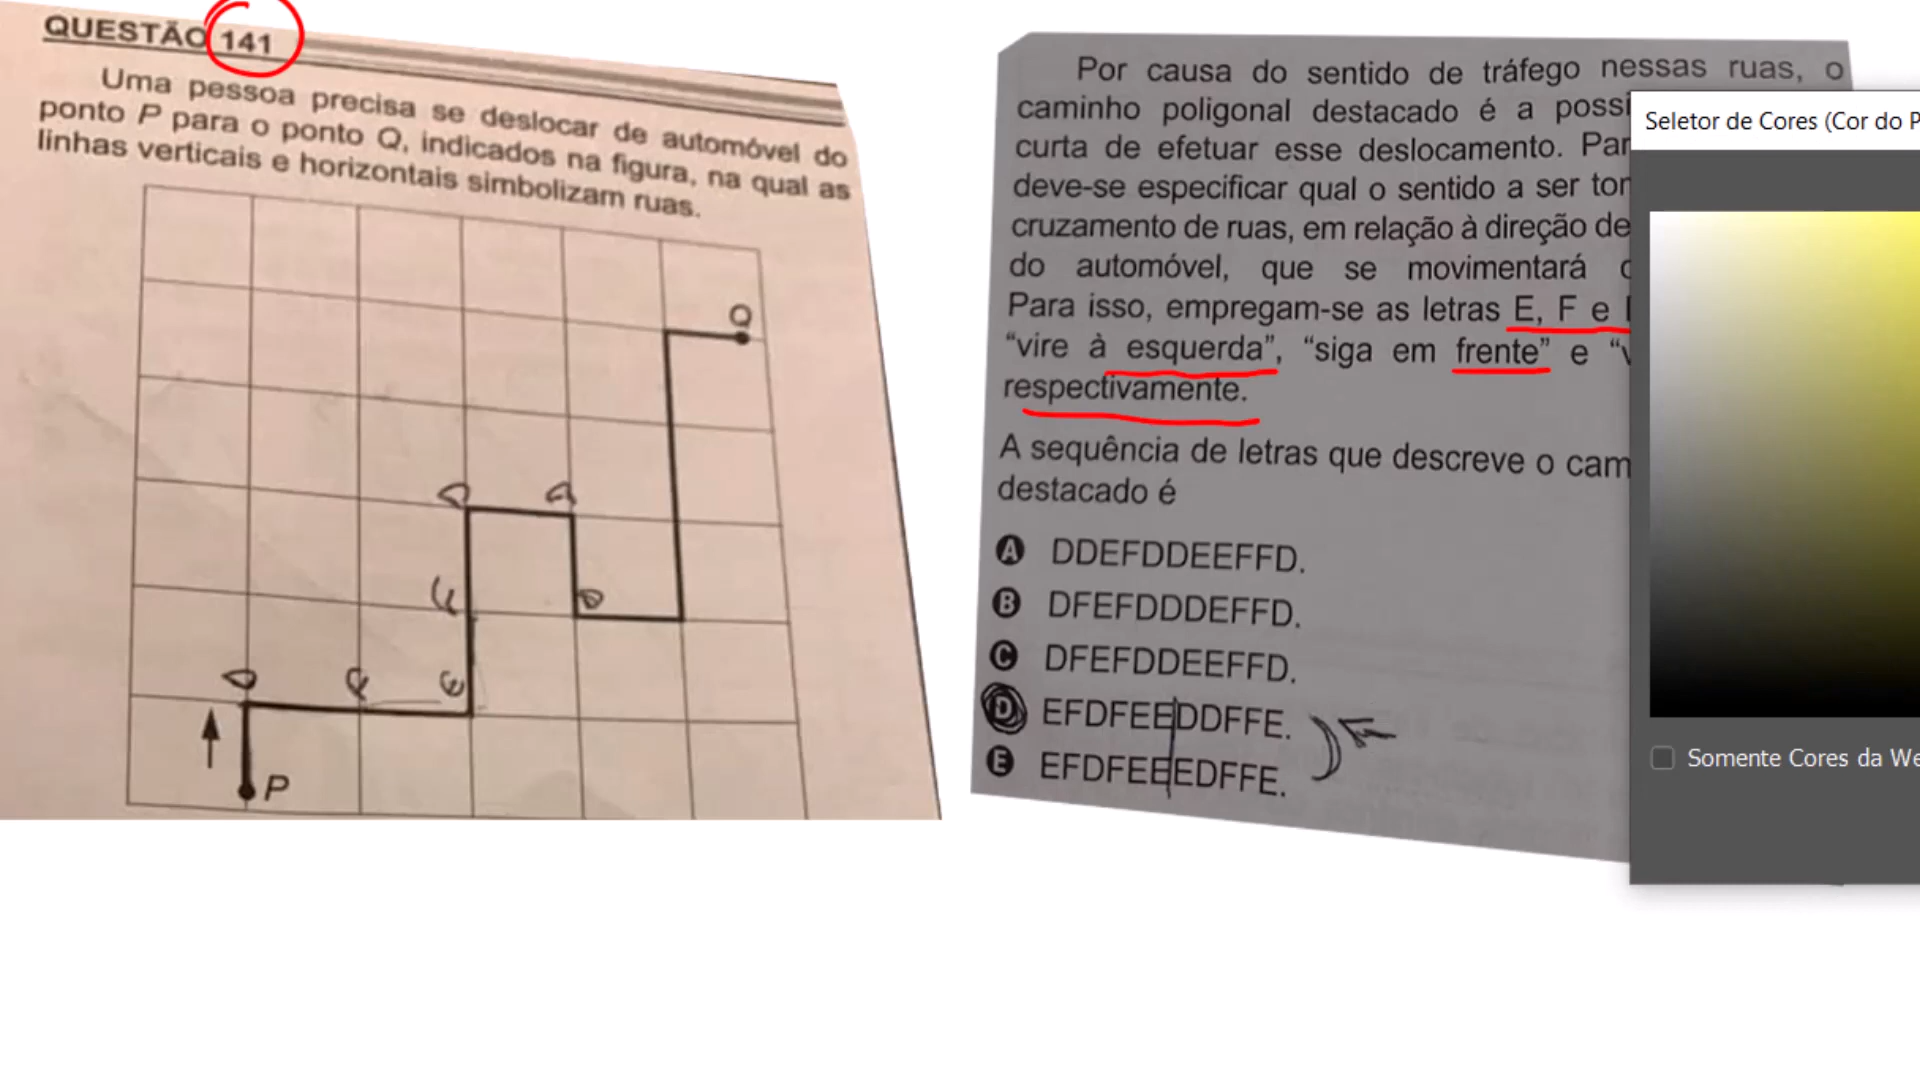 QUESTÃO 141
Uma pessoa precisa se deslocar de automóvel do
ponto P para o ponto Q, indicados na figura, na qual as
linhas verticais e horizontais simbolizam ruas.
Q
D
D
F
D
D
F
E
P
Por causa do sentido de tráfego nessas ruas, o
caminho poligonal destacado é a possi
curta de efetuar esse deslocamento. Par
deve-se especificar qual o sentido a ser tor
cruzamento de ruas, em relação à direção de
do automóvel, que se movimentará
Para isso, empregam-se as letras E, F e
"vire à esquerda", "siga em frente" e "
respectivamente.
A sequência de letras que descreve o cam
destacado é
A DDEFDDEEFFD.
B DFEFDDDEFFD.
C DFEFDDEEFFD.
D EFDFEEDDFFE.
E EFDFEEEDFFE.
Seletor de Cores (Cor do P
Somente Cores da We